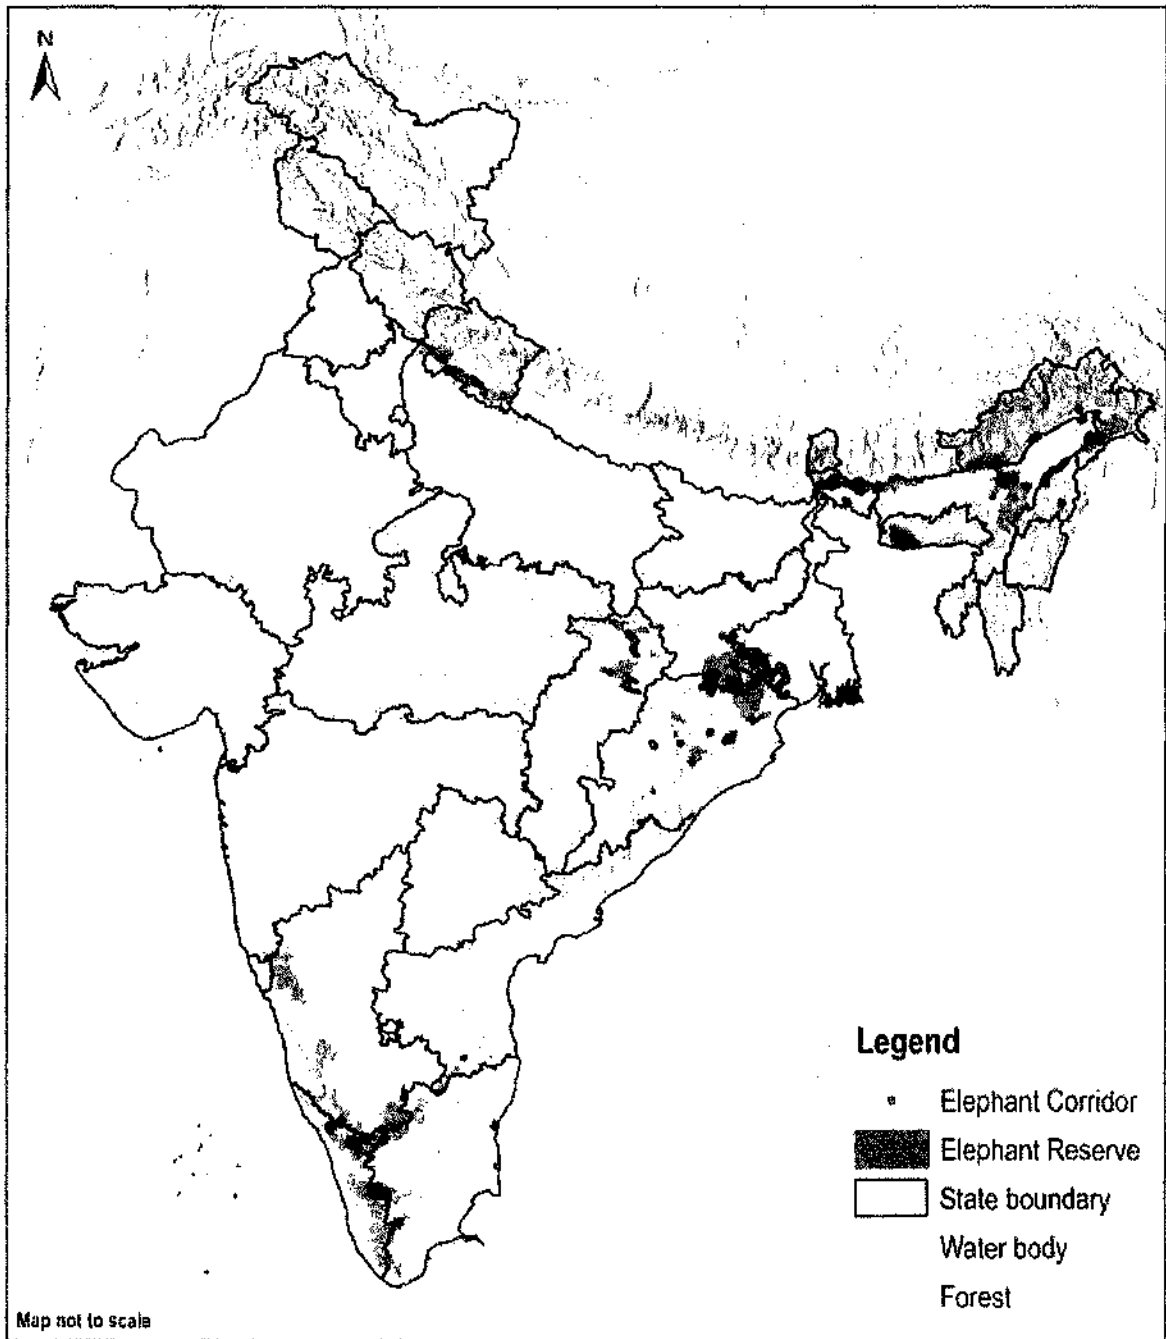 N
Legend
Elephant Corridor
Elephant Reserve
State boundary
Water body
Forest
Map not to scale